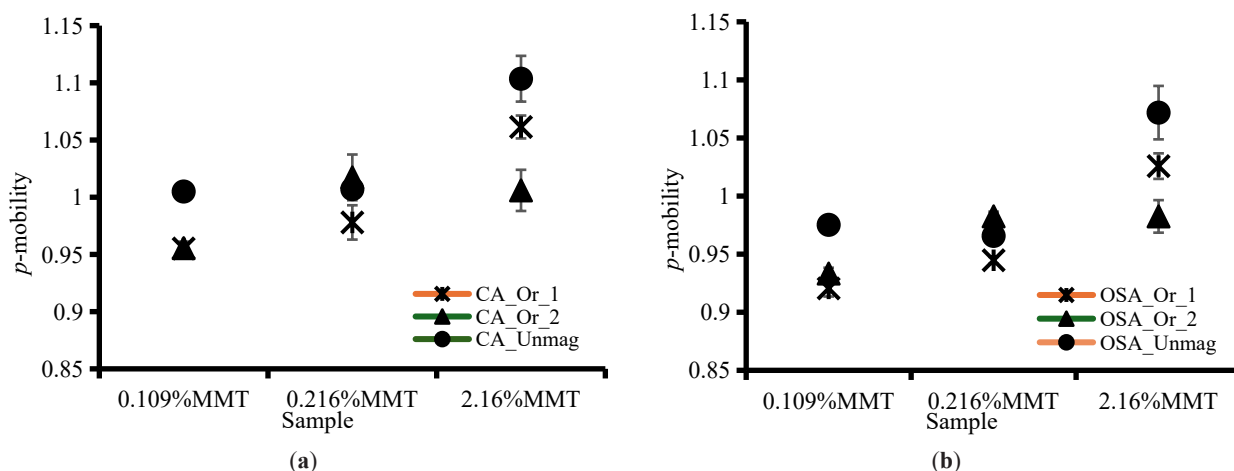 1.15
1.1
1.05
1
0.95
0.9
0.85
p-mobility
CA_Or_1
CA_Or_2
CA_Unmag
0.109%MMT 0.216%MMT 2.16%MMT
Sample
(a)
1.15
1.1
1.05
1
0.95
0.9
0.85
p-mobility
OSA_Or_1
OSA_Or_2
OSA_Unmag
0.109%MMT 0.216%MMT 2.16%MMT
Sample
(b)